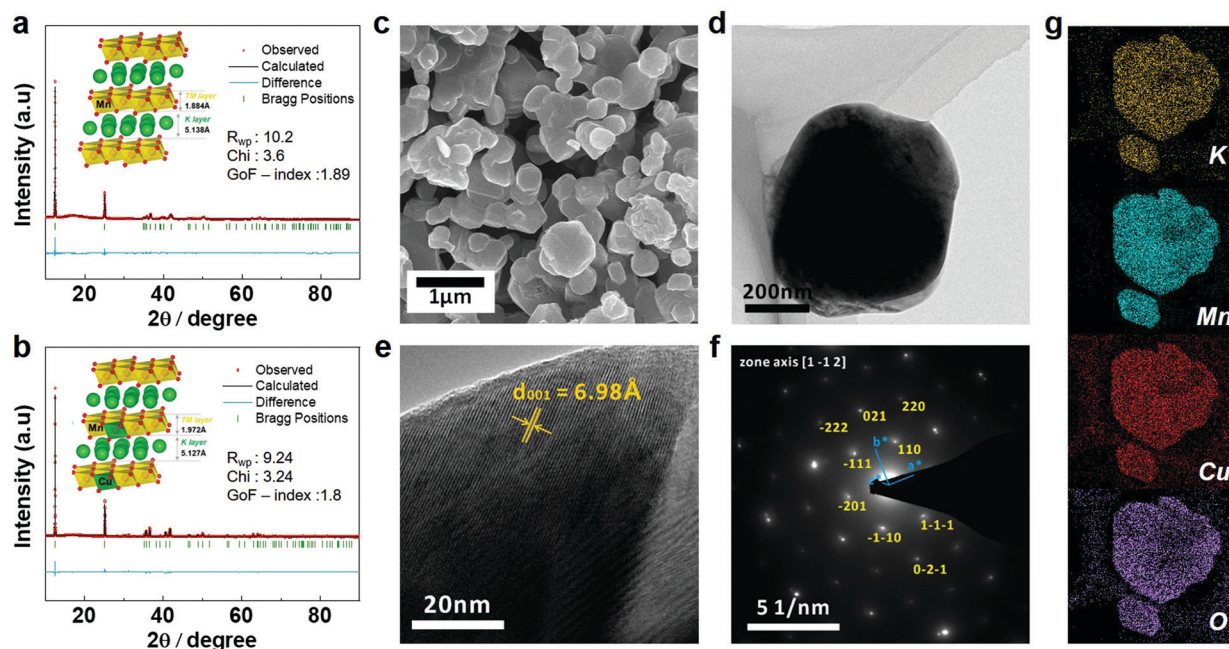 a
Intensity (a.u)
Mn
TM layer
1.884Å
K layer
5.138Å
Observed
Calculated
Difference
Bragg Positions
Rwp : 10.2
Chi : 3.6
GoF – index :1.89
20
40
60
80
2θ / degree
b
Intensity (a.u)
Mn
Cu
TM layer
1.972Å
K layer
5.127Å
Observed
Calculated
Difference
Bragg Positions
Rwp : 9.24
Chi : 3.24
GoF – index :1.8
20
40
60
80
2θ / degree
c
1μm
d
200nm
e
d001 = 6.98Å
20nm
f
zone axis [1 -1 2]
220
021
-222
b*
110
-111
a*
-201
1-1-1
-1-10
0-2-1
5 1/nm
g
K
Mn
Cu
O